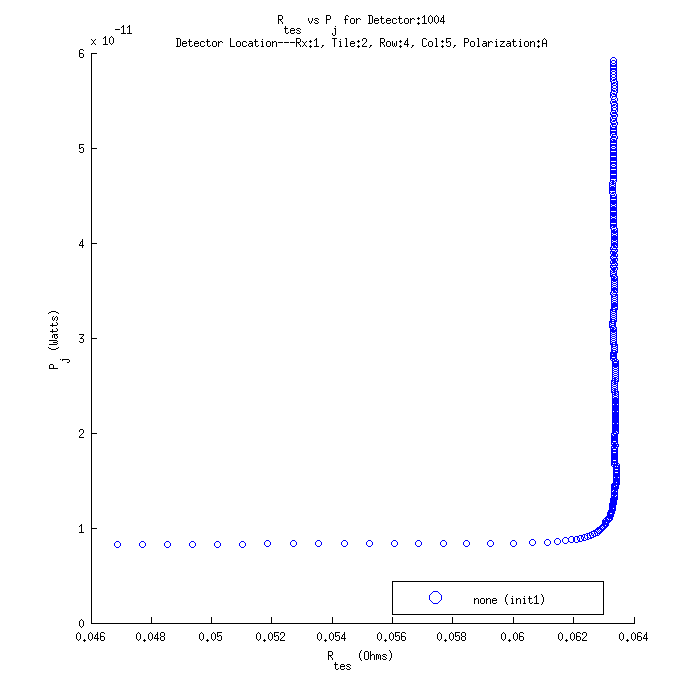 R_tes vs P_j for Detector:1004
Detector Location---Rx:1, Tile:2, Row:4, Col:5, Polarization:A
x 10^-11
6
5
4
3
2
1
0
P_j (Watts)
0.046 0.048 0.05 0.052 0.054 0.056 0.058 0.06 0.062 0.064
R_tes (Ohms)
none (init1)